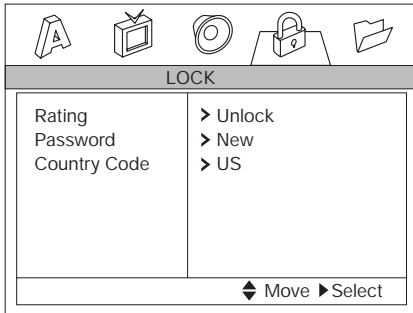 LOCK
Rating > Unlock
Password > New
Country Code > US
Move Select